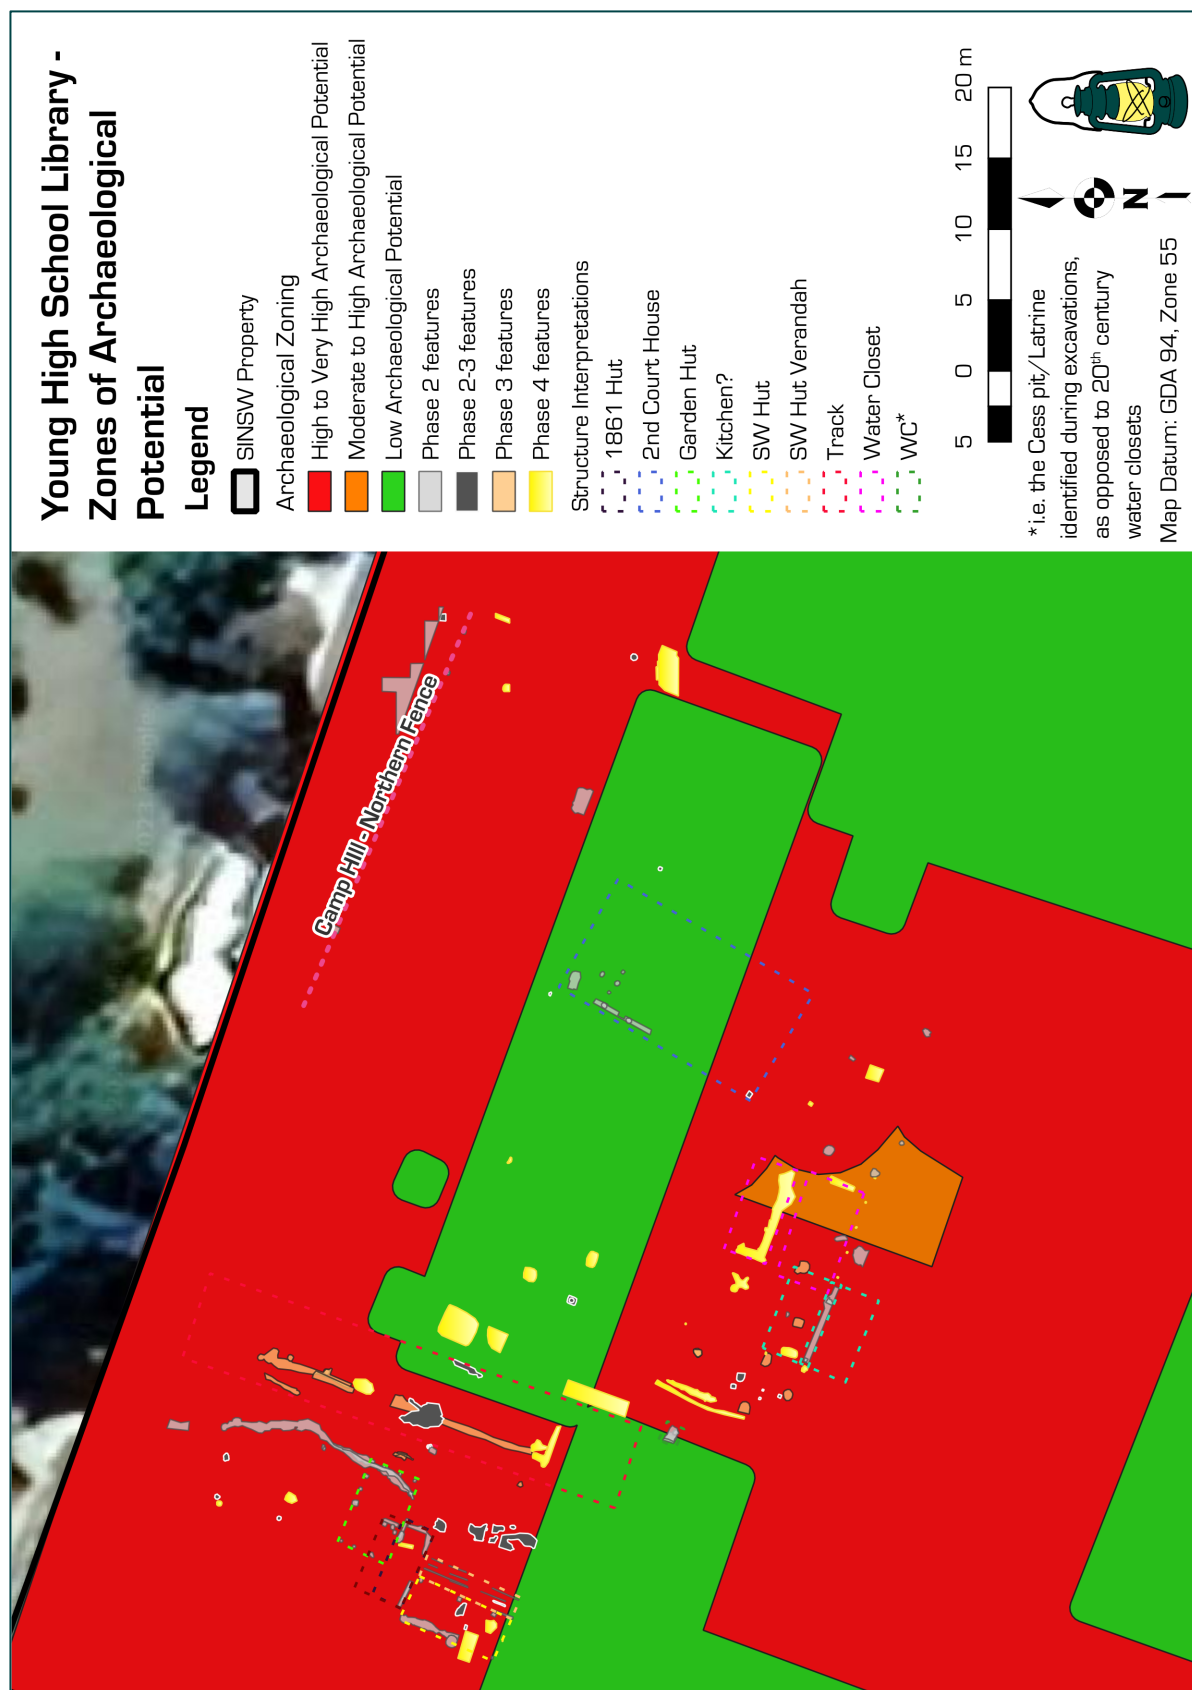 Young High School Library -
Zones of Archaeological
Potential
Legend
SINSW Property
Archaeological Zoning
High to Very High Archaeological Potential
Moderate to High Archaeological Potential
Low Archaeological Potential
Phase 2 features
Phase 2-3 features
Phase 3 features
Phase 4 features
Structure Interpretations
1861 Hut
2nd Court House
Garden Hut
Kitchen?
SW Hut
SW Hut Verandah
Track
Water Closet
WC*
5 0 5 10 15 20 m
*i.e. the Cess pit/Latrine
identified during excavations,
as opposed to 20th century
water closets
Map Datum: GDA 94, Zone 55
N
Camp HIll - Northern Fence